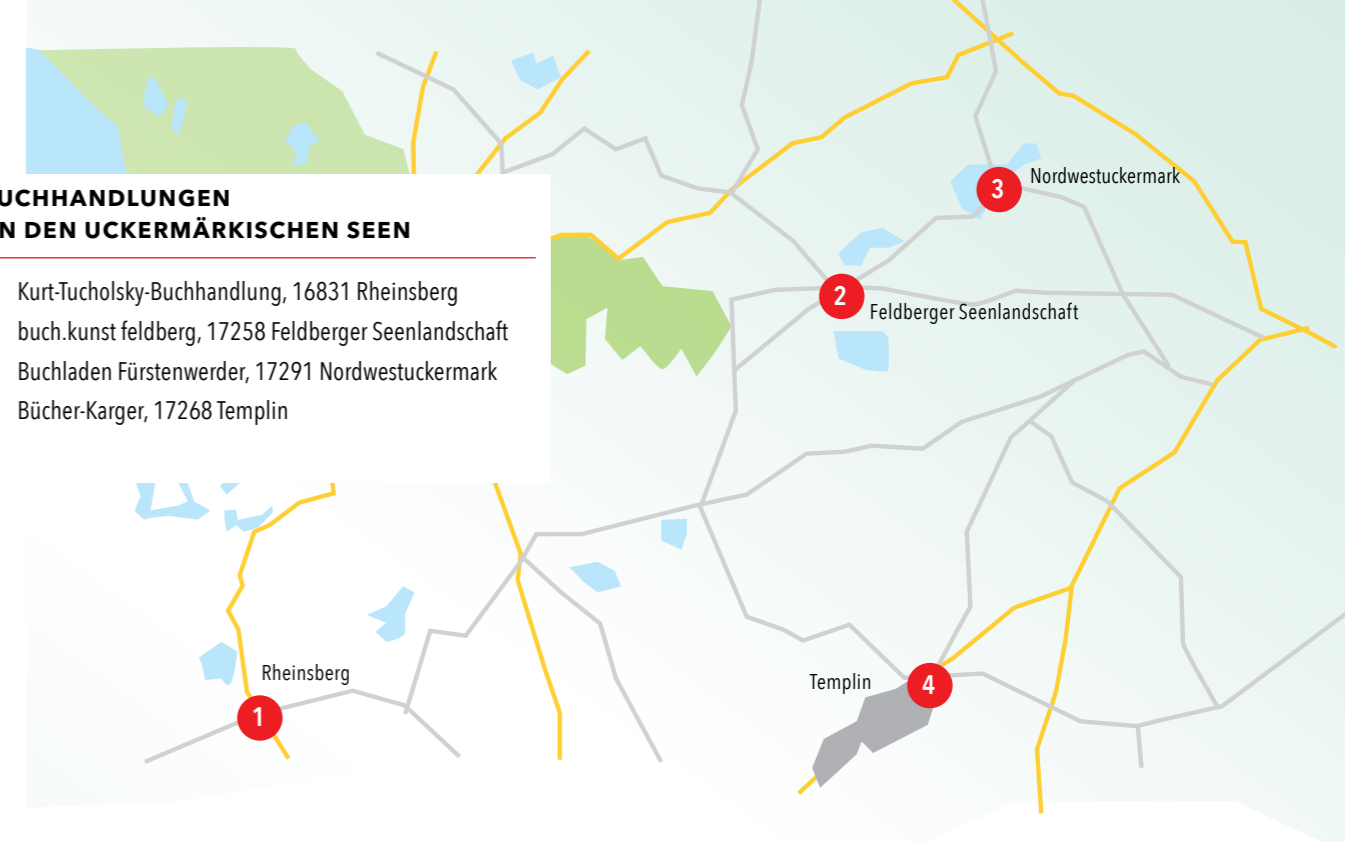 UCHHANDLUNGEN
N DEN UCKERMÄRKISCHEN SEEN
Kurt-Tucholsky-Buchhandlung, 16831 Rheinsberg
buch.kunst feldberg, 17258 Feldberger Seenlandschaft
Buchladen Fürstenwerder, 17291 Nordwestuckermark
Bücher-Karger, 17268 Templin
3 Nordwestuckermark
2 Feldberger Seenlandschaft
Rheinsberg
1
Templin 4